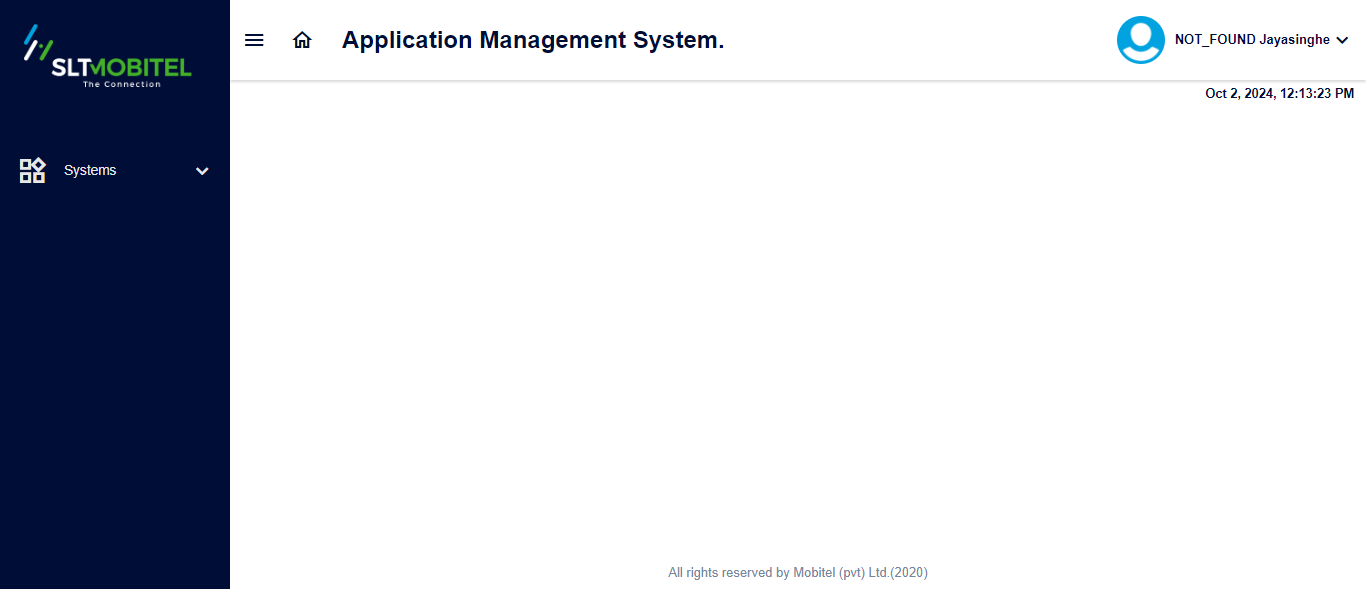 SLTMOBITEL
The Connection
Application Management System.
NOT_FOUND Jayasinghe
Oct 2, 2024, 12:13:23 PM
Systems
All rights reserved by Mobitel (pvt) Ltd.(2020)